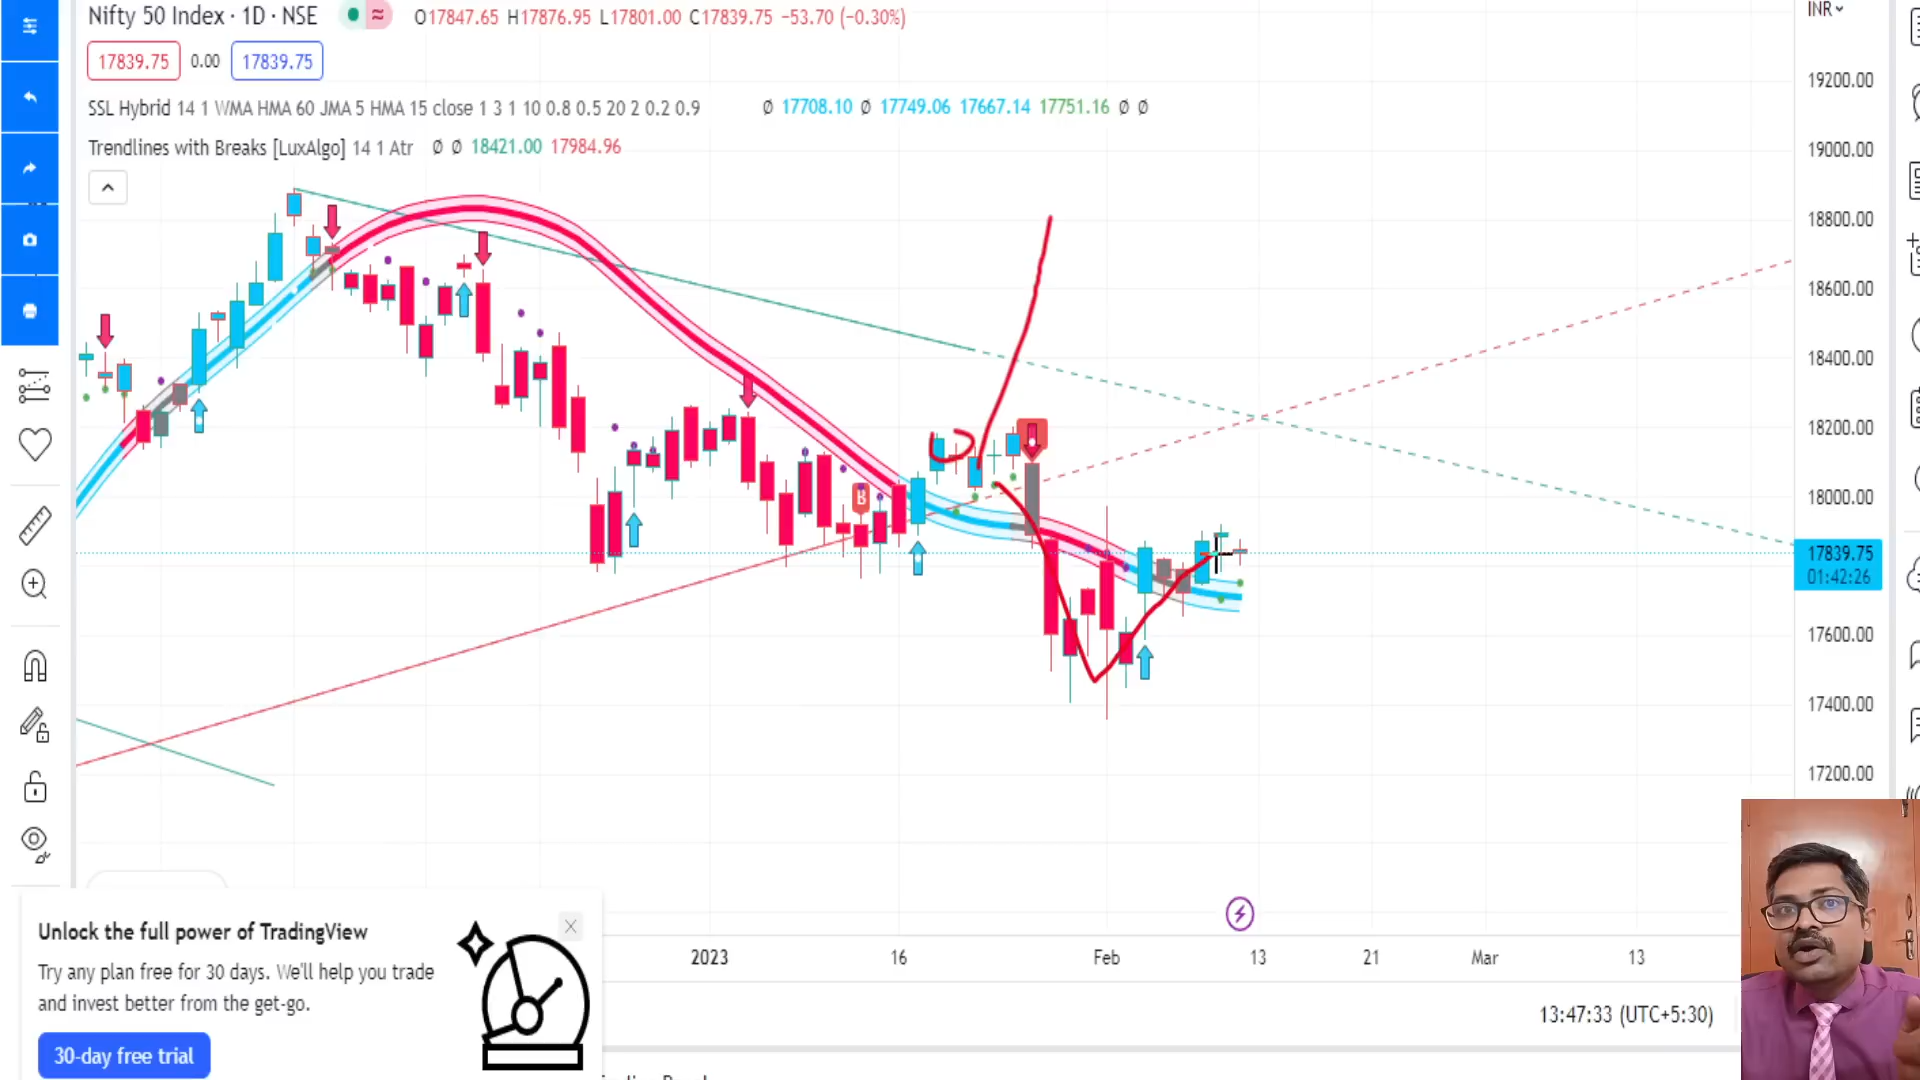 Nifty 50 Index · 1D · NSE
O17847.65 H17876.95 L17801.00 C17839.75 −53.70 (−0.30%)
INR
17839.75 0.00 17839.75
SSL Hybrid 14 1 WMA HMA 60 JMA 5 HMA 15 close 1 3 1 10 0.8 0.5 20 2 0.2 0.9 Ø 17708.10 Ø 17749.06 17667.14 17751.16 Ø Ø
Trendlines with Breaks [LuxAlgo] 14 1 Atr Ø Ø 18421.00 17984.96
19200.00
19000.00
18800.00
18600.00
18400.00
18200.00
18000.00
B
17839.75
01:42:26
17600.00
17400.00
17200.00
2023 16 Feb 13 21 Mar 13
13:47:33 (UTC+5:30)
Unlock the full power of TradingView
Try any plan free for 30 days. We'll help you trade
and invest better from the get-go.
30-day free trial